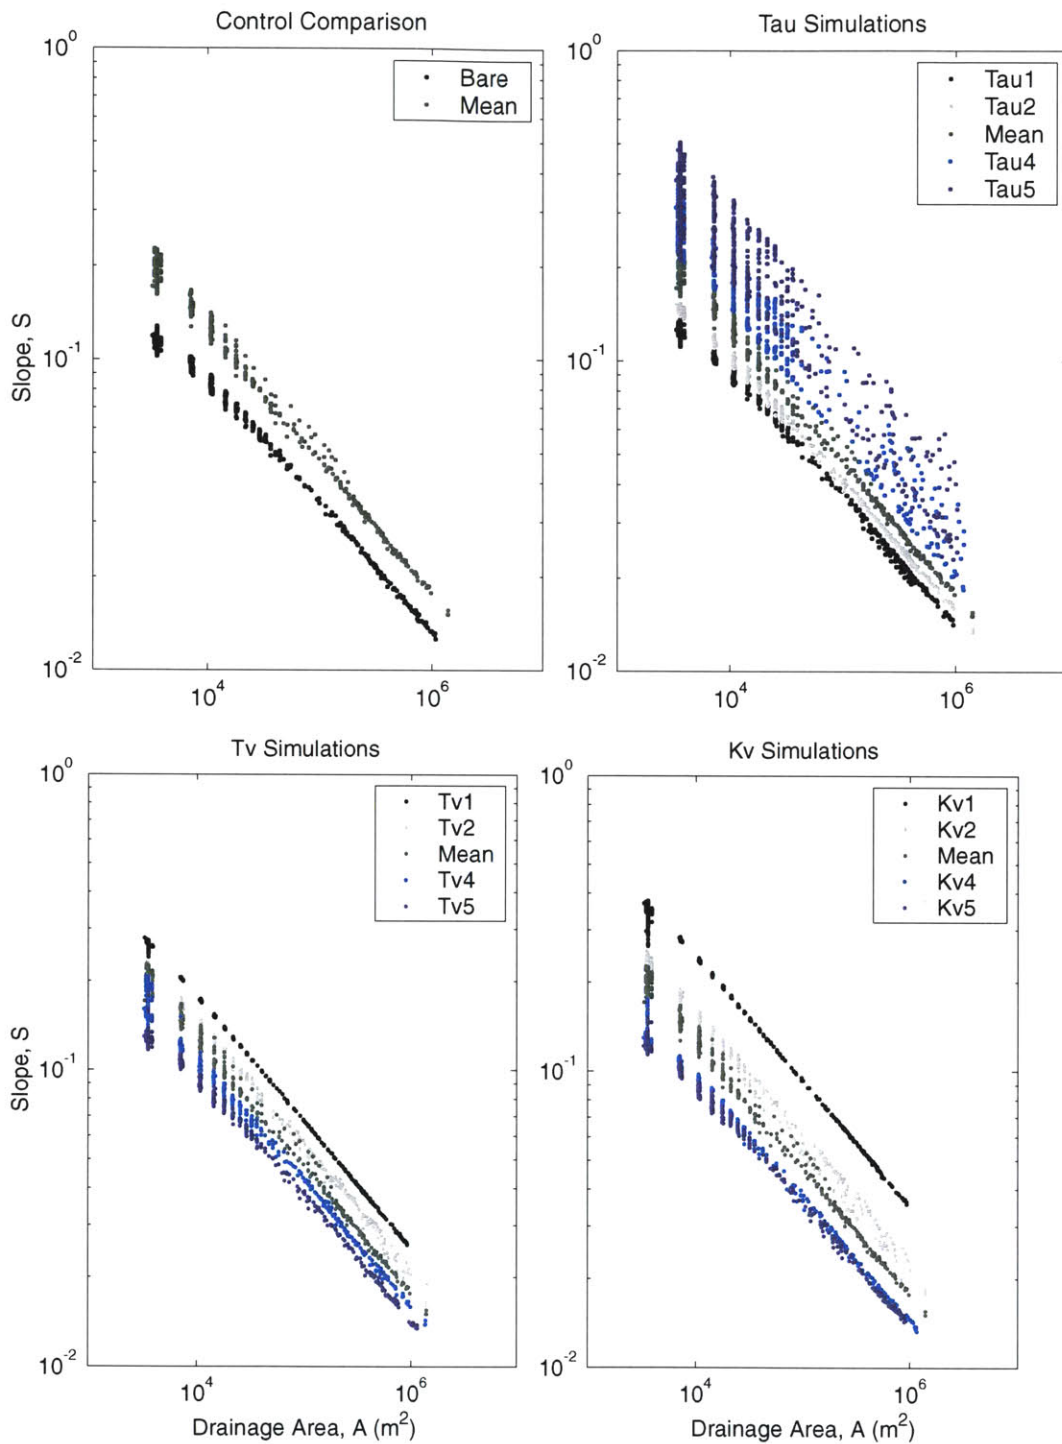 Control Comparison
Bare
Mean
10^0
10^-1
10^-2
10^4
10^6
Slope, S
Tau Simulations
Tau1
Tau2
Mean
Tau4
Tau5
10^0
10^-1
10^-2
10^4
10^6
Tv Simulations
Tv1
Tv2
Mean
Tv4
Tv5
10^0
10^-1
10^-2
10^4
10^6
Slope, S
Drainage Area, A (m^2)
Kv Simulations
Kv1
Kv2
Mean
Kv4
Kv5
10^0
10^-1
10^-2
10^4
10^6
Drainage Area, A (m^2)